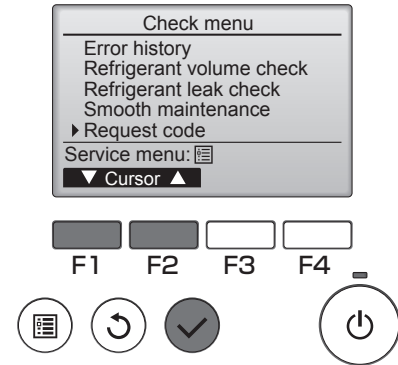 Check menu
Error history
Refrigerant volume check
Refrigerant leak check
Smooth maintenance
Request code
Service menu:
▼ Cursor ▲
F1 F2 F3 F4